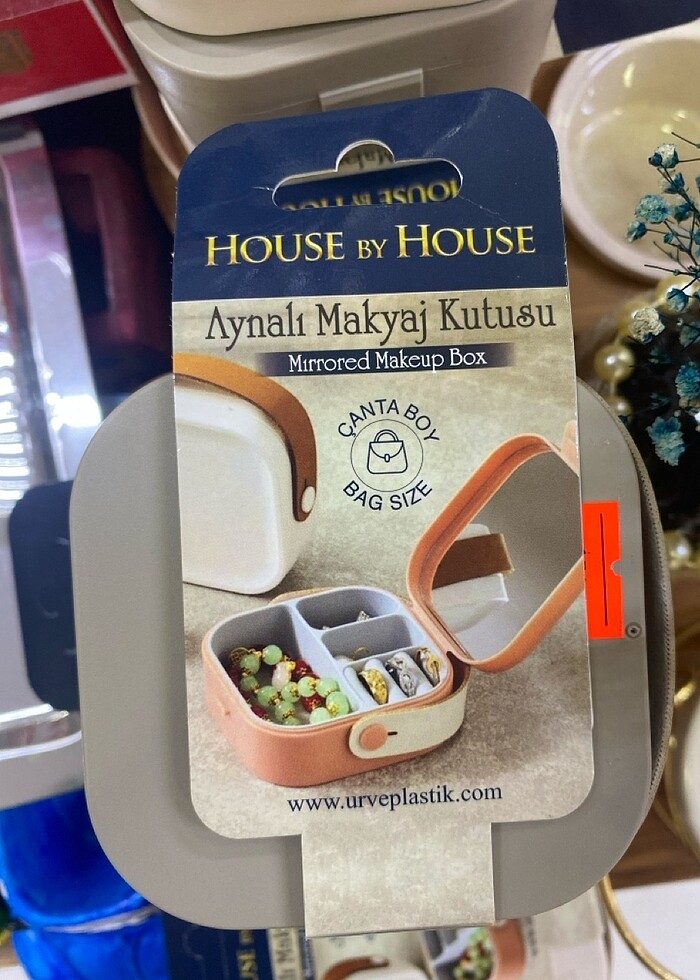 HOUSE BY HOUSE
Aynalı Makyaj Kutusu
Mirrored Makeup Box
ÇANTA BOY
BAG SIZE
www.urveplastik.com